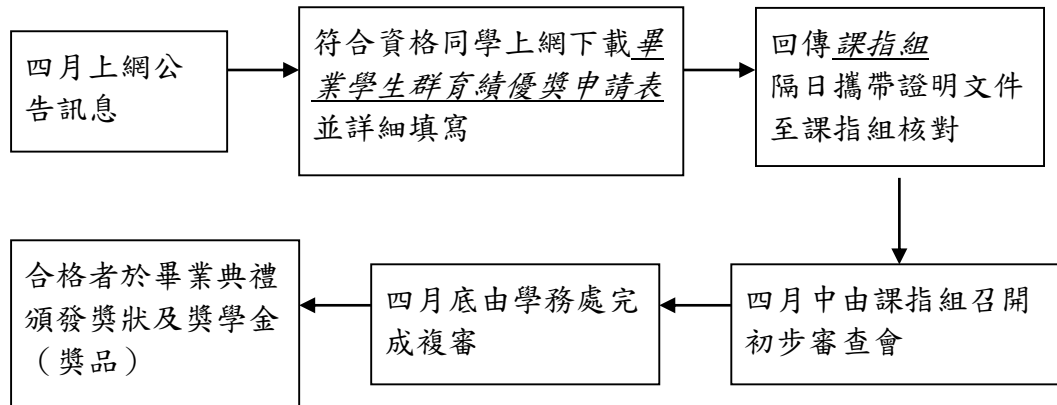 四月上網公
告訊息
符合資格同學上網下載畢
業學生群育績優獎申請表
並詳細填寫
回傳課指組
隔日攜帶證明文件
至課指組核對
四月中由課指組召開
初步審查會
四月底由學務處完
成複審
合格者於畢業典禮
頒發獎狀及獎學金
（獎品）